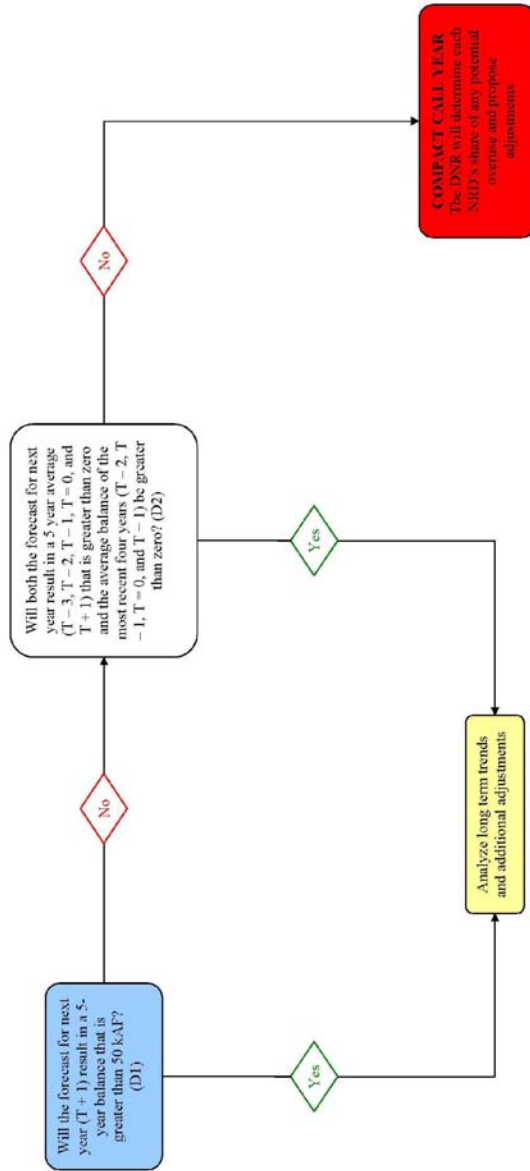 Will the forecast for next
year (T + 1) result in a 5-
year balance that is
greater than 50 kAF?
(D1)
No
Yes
Will both the forecast for next
year result in a 5 year average
(T – 3, T – 2, T – 1, T = 0, and
T + 1) that is greater than zero
and the average balance of the
most recent four years (T – 2, T
– 1, T = 0, and T – 1) be greater
than zero? (D2)
No
Yes
Analyze long term trends
and additional adjustments
COMPACT CALL YEAR
The DNR will determine each
NRD's share of any potential
overuse and propose
adjustments